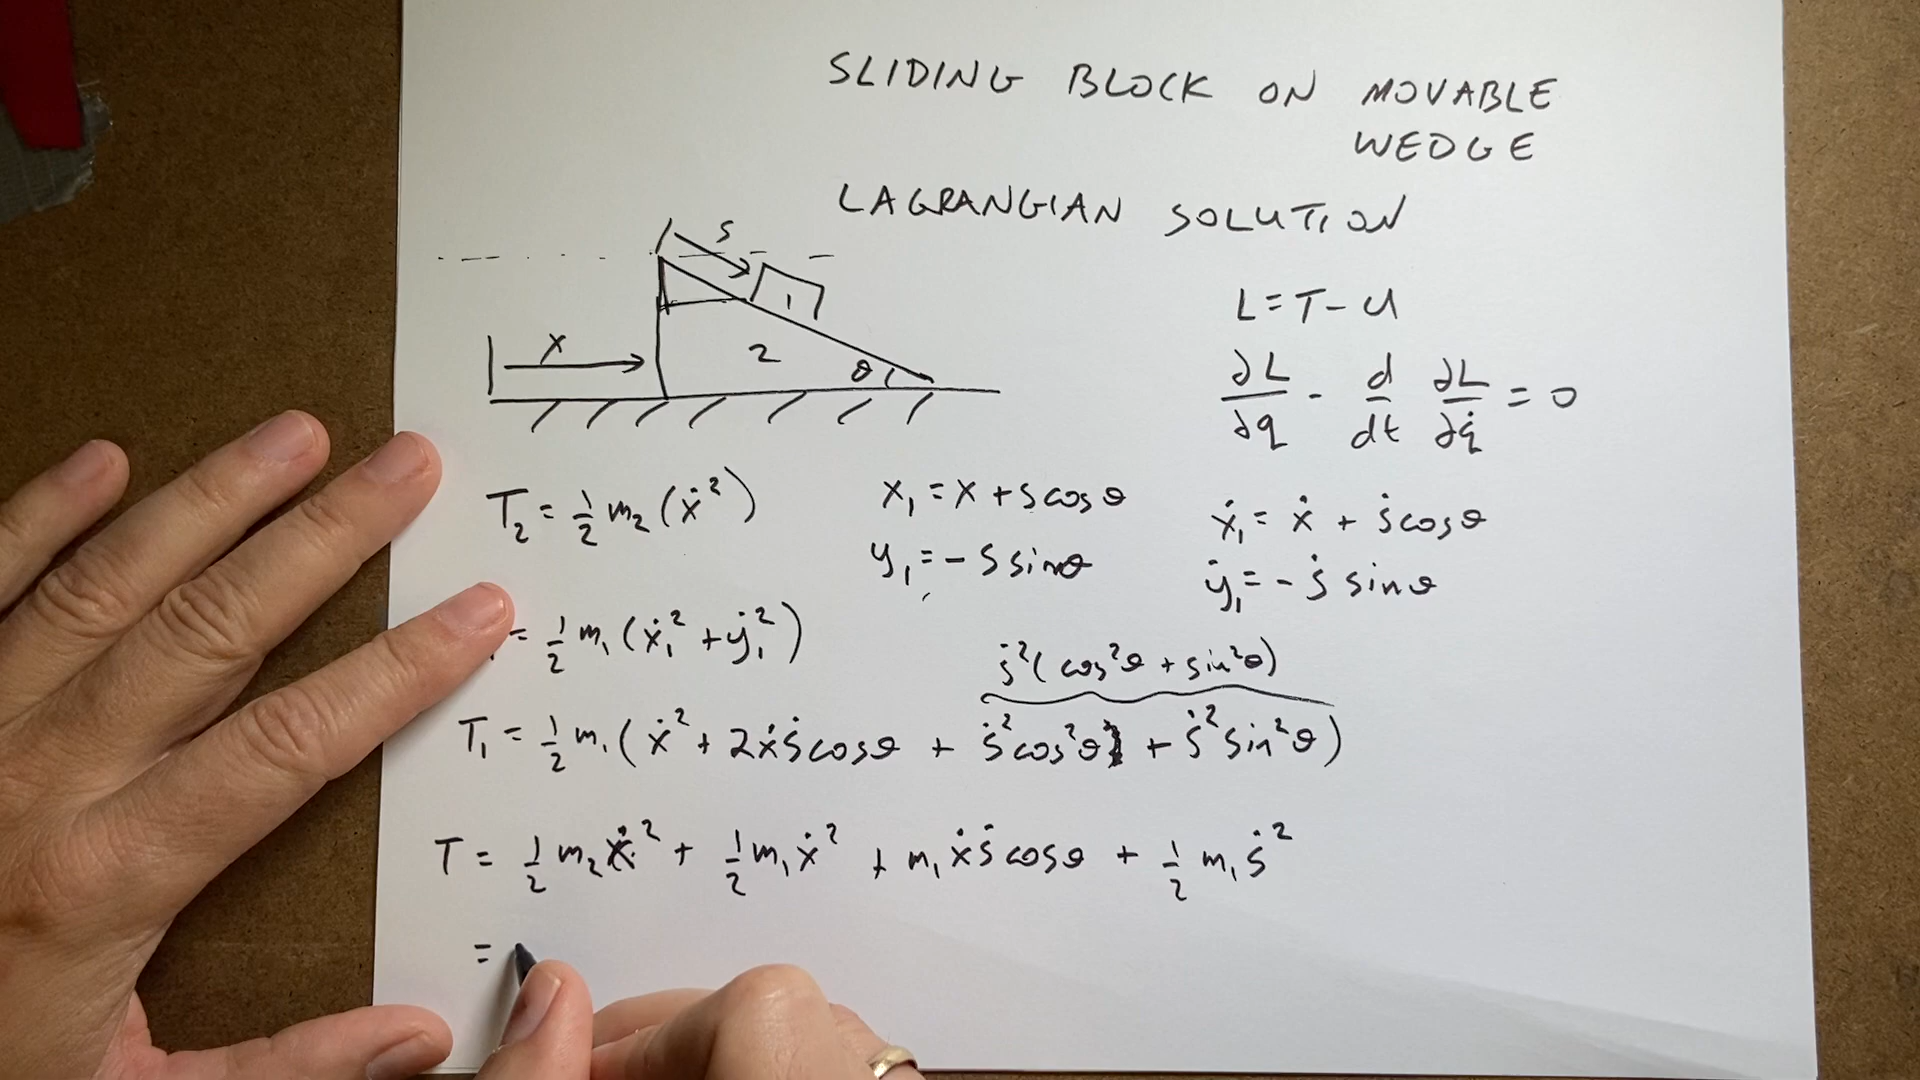 SLIDING BLOCK ON MOVABLE
WEDGE
LAGRANGIAN SOLUTION
S
1
x
2
θ
L = T - U
∂L/∂q - d/dt ∂L/∂q̇ = 0
T₂ = ½ m₂ (ẋ²)
x₁ = x + s cos θ
ẋ₁ = ẋ + ṡ cos θ
y₁ = - s sin θ
ẏ₁ = - ṡ sin θ
= ½ m₁ (ẋ₁² + ẏ₁²)
ṡ² (cos²θ + sin²θ)
T₁ = ½ m₁ (ẋ² + 2ẋṡ cos θ + ṡ² cos²θ + ṡ² sin²θ)
T = ½ m₂ ẋ² + ½ m₁ ẋ² + m₁ ẋṡ cos θ + ½ m₁ ṡ²
=